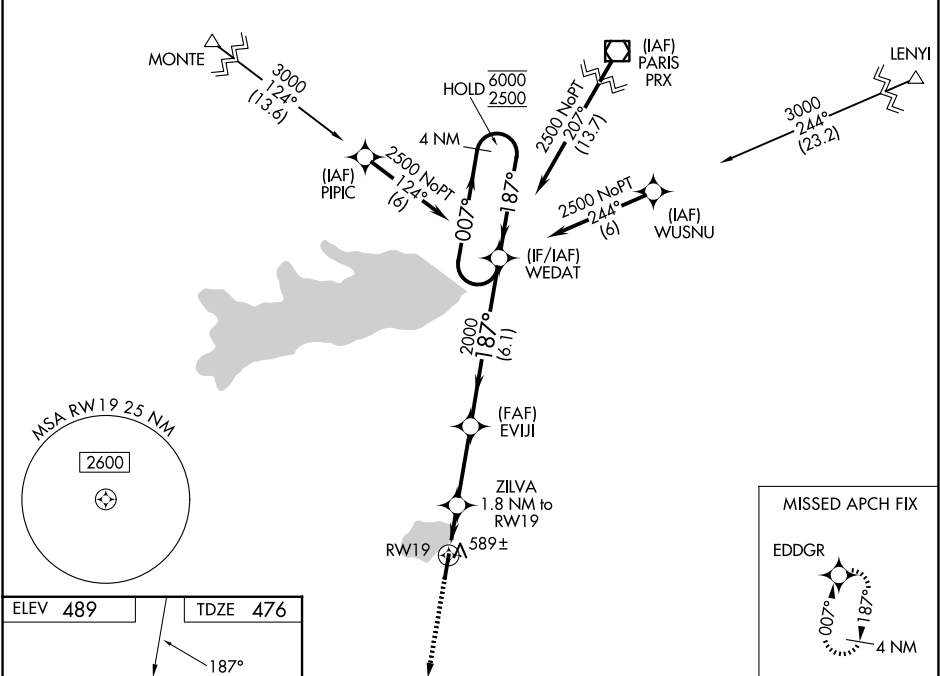 MONTE
3000
124°
(13.6)
(IAF)
PIPIC
2500 NoPT
124°
(6)
HOLD 6000
2500
4 NM
007°
187°
(IAF)
PARIS
PRX
2500 NoPT
207°
(13.7)
LENYI
3000
244°
(23.2)
2500 NoPT
244°
(6)
(IAF)
WUSNU
(IF/IAF)
WEDAT
2000
187°
(6.1)
(FAF)
EVIJI
ZILVA
1.8 NM to
RW19
RW19
589±
MSA RW19 25 NM
2600
ELEV 489
TDZE 476
187°
MISSED APCH FIX
EDDGR
007°
187°
4 NM